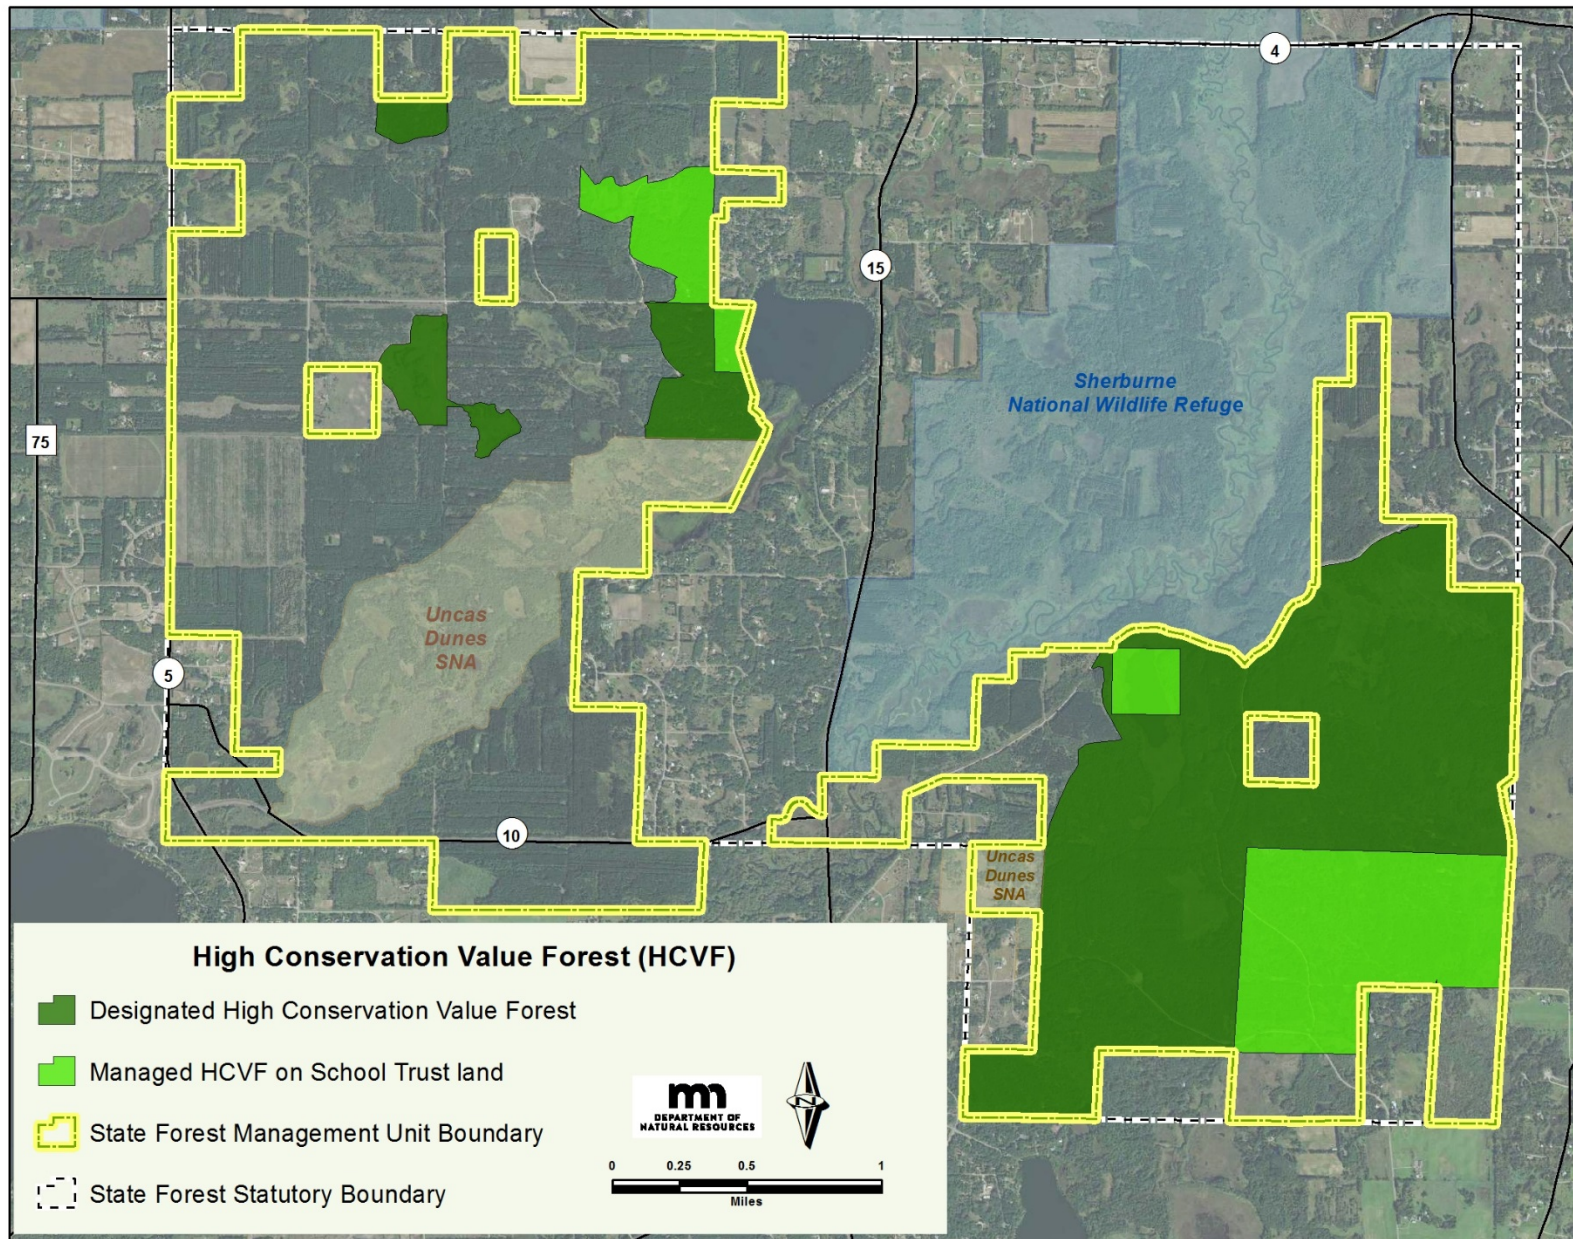 4
15
Sherburne
National Wildlife Refuge
75
Uncas
Dunes
SNA
5
10
Uncas
Dunes
SNA
High Conservation Value Forest (HCVF)
Designated High Conservation Value Forest
Managed HCVF on School Trust land
State Forest Management Unit Boundary
State Forest Statutory Boundary
DEPARTMENT OF
NATURAL RESOURCES
N
0 0.25 0.5 1
Miles